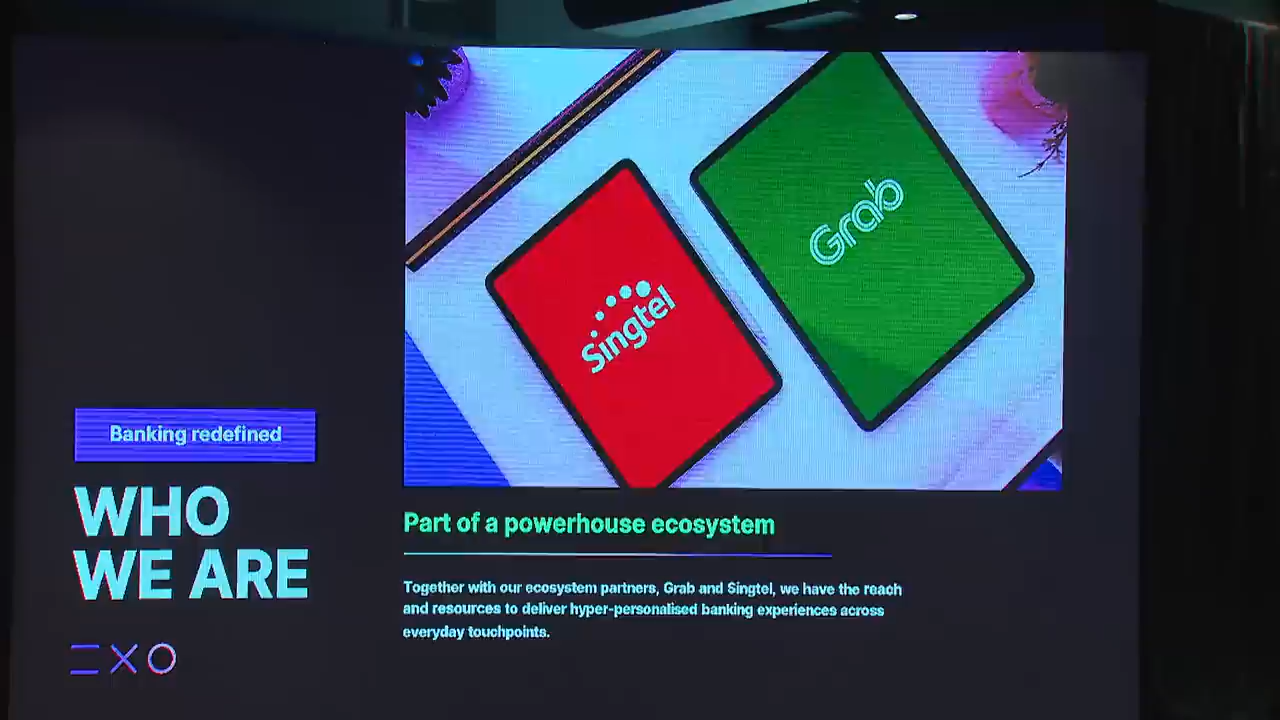 Singtel
Grab
Banking redefined
WHO
WE ARE
Part of a powerhouse ecosystem
Together with our ecosystem partners, Grab and Singtel, we have the reach
and resources to deliver hyper-personalised banking experiences across
everyday touchpoints.